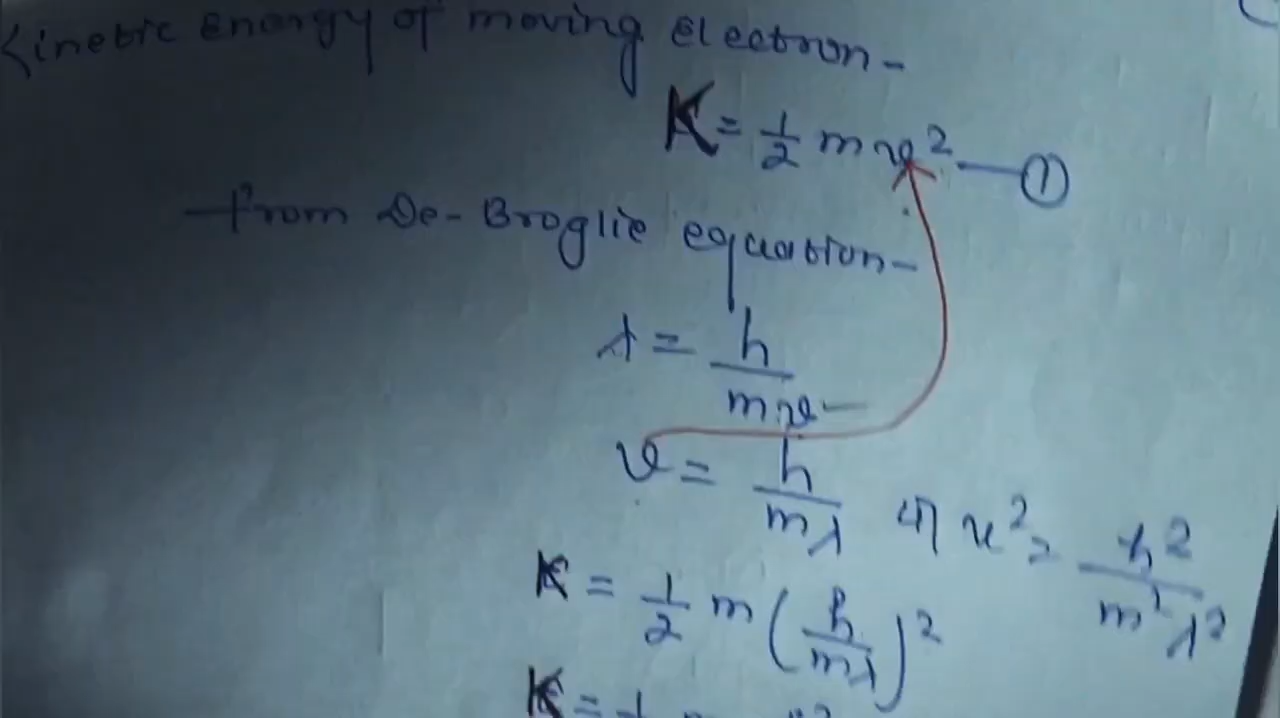 Kinetic energy of moving electron-
K = 1/2 mv² — ①
from De-Broglie equation-
λ = h/mv
v = h/mλ या v² = h²/m²λ²
K = 1/2 m (h/mλ)²
K = 1